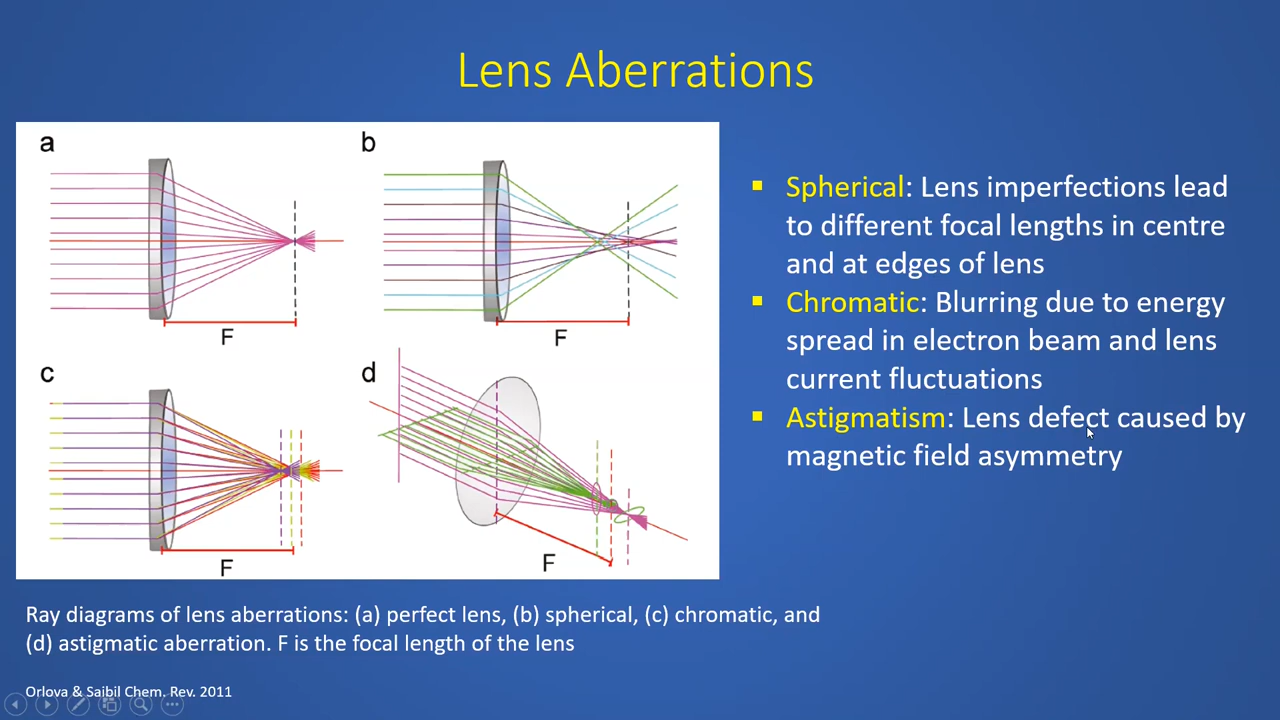 Lens Aberrations
a
b
F
F
c
d
F
F
▪ Spherical: Lens imperfections lead
to different focal lengths in centre
and at edges of lens
▪ Chromatic: Blurring due to energy
spread in electron beam and lens
current fluctuations
▪ Astigmatism: Lens defect caused by
magnetic field asymmetry
Ray diagrams of lens aberrations: (a) perfect lens, (b) spherical, (c) chromatic, and
(d) astigmatic aberration. F is the focal length of the lens
Orlova & Saibil Chem. Rev. 2011